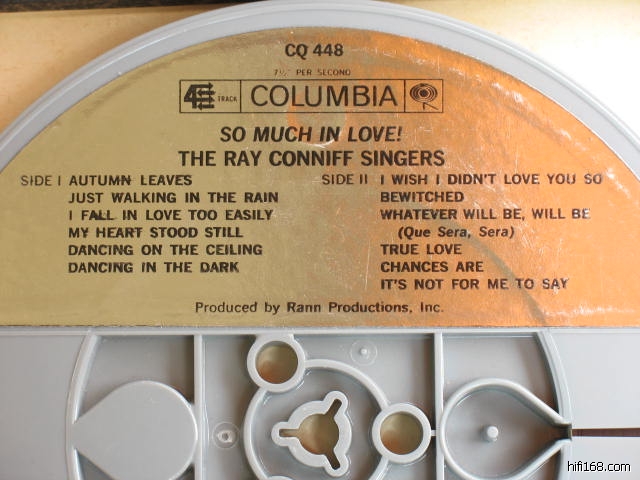 CQ 448
7½" PER SECOND
4 TRACK COLUMBIA
SO MUCH IN LOVE!
THE RAY CONNIFF SINGERS
SIDE I AUTUMN LEAVES
JUST WALKING IN THE RAIN
I FALL IN LOVE TOO EASILY
MY HEART STOOD STILL
DANCING ON THE CEILING
DANCING IN THE DARK
SIDE II I WISH I DIDN'T LOVE YOU SO
BEWITCHED
WHATEVER WILL BE, WILL BE
(Que Sera, Sera)
TRUE LOVE
CHANCES ARE
IT'S NOT FOR ME TO SAY
Produced by Rann Productions, Inc.
hifi168.com